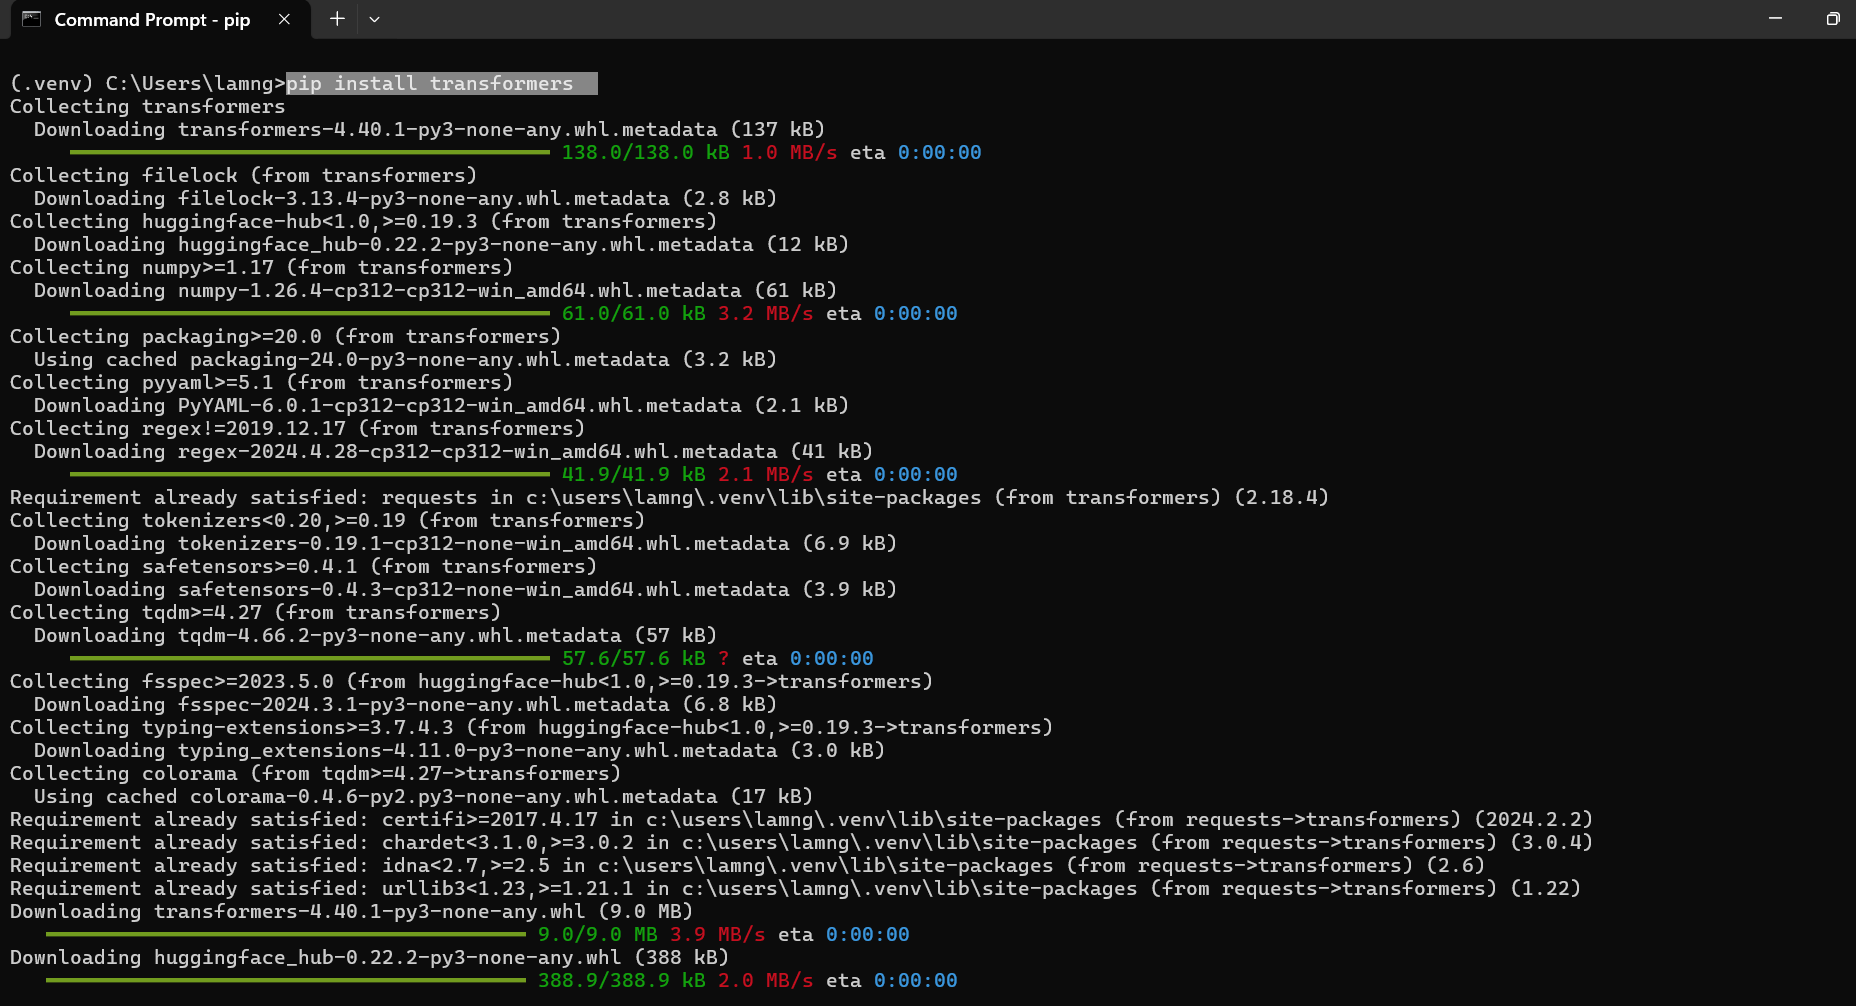 Command Prompt - pip
(.venv) C:\Users\lamng>pip install transformers
Collecting transformers
  Downloading transformers-4.40.1-py3-none-any.whl.metadata (137 kB)
     138.0/138.0 kB 1.0 MB/s eta 0:00:00
Collecting filelock (from transformers)
  Downloading filelock-3.13.4-py3-none-any.whl.metadata (2.8 kB)
Collecting huggingface-hub<1.0,>=0.19.3 (from transformers)
  Downloading huggingface_hub-0.22.2-py3-none-any.whl.metadata (12 kB)
Collecting numpy>=1.17 (from transformers)
  Downloading numpy-1.26.4-cp312-cp312-win_amd64.whl.metadata (61 kB)
     61.0/61.0 kB 3.2 MB/s eta 0:00:00
Collecting packaging>=20.0 (from transformers)
  Using cached packaging-24.0-py3-none-any.whl.metadata (3.2 kB)
Collecting pyyaml>=5.1 (from transformers)
  Downloading PyYAML-6.0.1-cp312-cp312-win_amd64.whl.metadata (2.1 kB)
Collecting regex!=2019.12.17 (from transformers)
  Downloading regex-2024.4.28-cp312-cp312-win_amd64.whl.metadata (41 kB)
     41.9/41.9 kB 2.1 MB/s eta 0:00:00
Requirement already satisfied: requests in c:\users\lamng\.venv\lib\site-packages (from transformers) (2.18.4)
Collecting tokenizers<0.20,>=0.19 (from transformers)
  Downloading tokenizers-0.19.1-cp312-none-win_amd64.whl.metadata (6.9 kB)
Collecting safetensors>=0.4.1 (from transformers)
  Downloading safetensors-0.4.3-cp312-none-win_amd64.whl.metadata (3.9 kB)
Collecting tqdm>=4.27 (from transformers)
  Downloading tqdm-4.66.2-py3-none-any.whl.metadata (57 kB)
     57.6/57.6 kB ? eta 0:00:00
Collecting fsspec>=2023.5.0 (from huggingface-hub<1.0,>=0.19.3->transformers)
  Downloading fsspec-2024.3.1-py3-none-any.whl.metadata (6.8 kB)
Collecting typing-extensions>=3.7.4.3 (from huggingface-hub<1.0,>=0.19.3->transformers)
  Downloading typing_extensions-4.11.0-py3-none-any.whl.metadata (3.0 kB)
Collecting colorama (from tqdm>=4.27->transformers)
  Using cached colorama-0.4.6-py2.py3-none-any.whl.metadata (17 kB)
Requirement already satisfied: certifi>=2017.4.17 in c:\users\lamng\.venv\lib\site-packages (from requests->transformers) (2024.2.2)
Requirement already satisfied: chardet<3.1.0,>=3.0.2 in c:\users\lamng\.venv\lib\site-packages (from requests->transformers) (3.0.4)
Requirement already satisfied: idna<2.7,>=2.5 in c:\users\lamng\.venv\lib\site-packages (from requests->transformers) (2.6)
Requirement already satisfied: urllib3<1.23,>=1.21.1 in c:\users\lamng\.venv\lib\site-packages (from requests->transformers) (1.22)
Downloading transformers-4.40.1-py3-none-any.whl (9.0 MB)
   9.0/9.0 MB 3.9 MB/s eta 0:00:00
Downloading huggingface_hub-0.22.2-py3-none-any.whl (388 kB)
   388.9/388.9 kB 2.0 MB/s eta 0:00:00